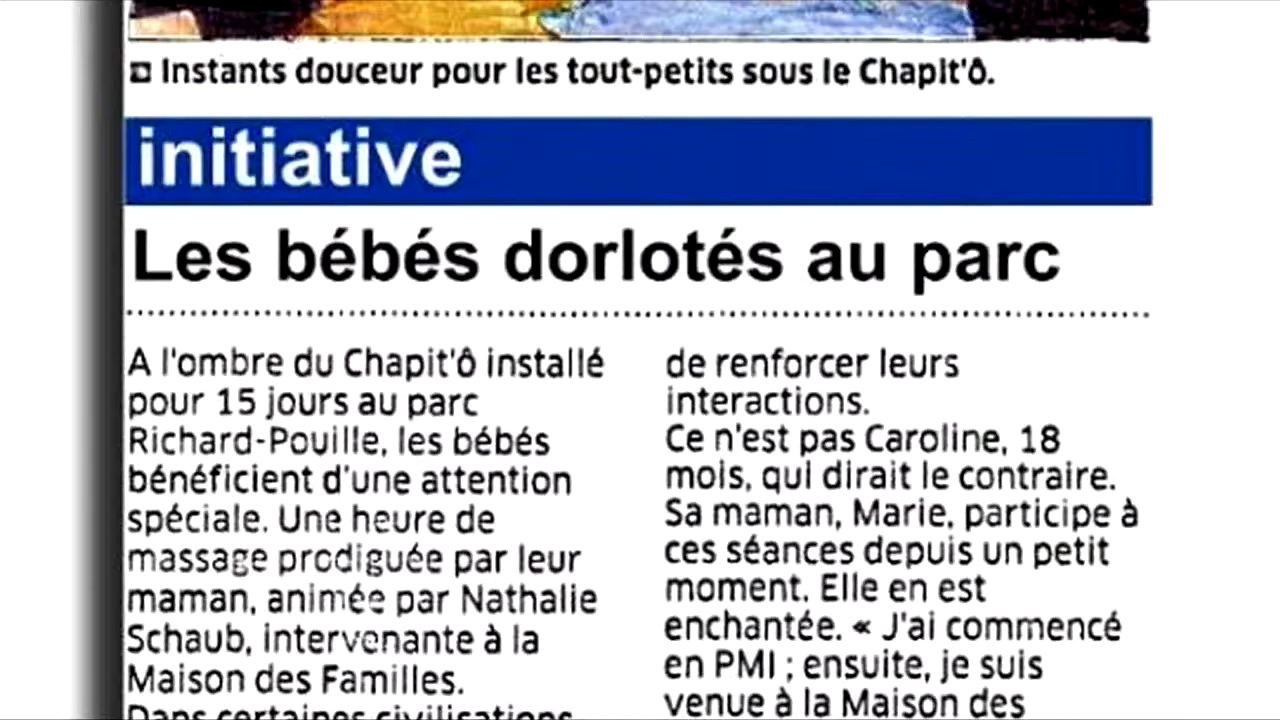 Instants douceur pour les tout-petits sous le Chapit'ô.
initiative
Les bébés dorlotés au parc
A l'ombre du Chapit'ô installé
pour 15 jours au parc
Richard-Pouille, les bébés
bénéficient d'une attention
spéciale. Une heure de
massage prodiguée par leur
maman, animée par Nathalie
Schaub, intervenante à la
Maison des Familles.
Dans certaines civilisations
de renforcer leurs
interactions.
Ce n'est pas Caroline, 18
mois, qui dirait le contraire.
Sa maman, Marie, participe à
ces séances depuis un petit
moment. Elle en est
enchantée. « J'ai commencé
en PMI ; ensuite, je suis
venue à la Maison des